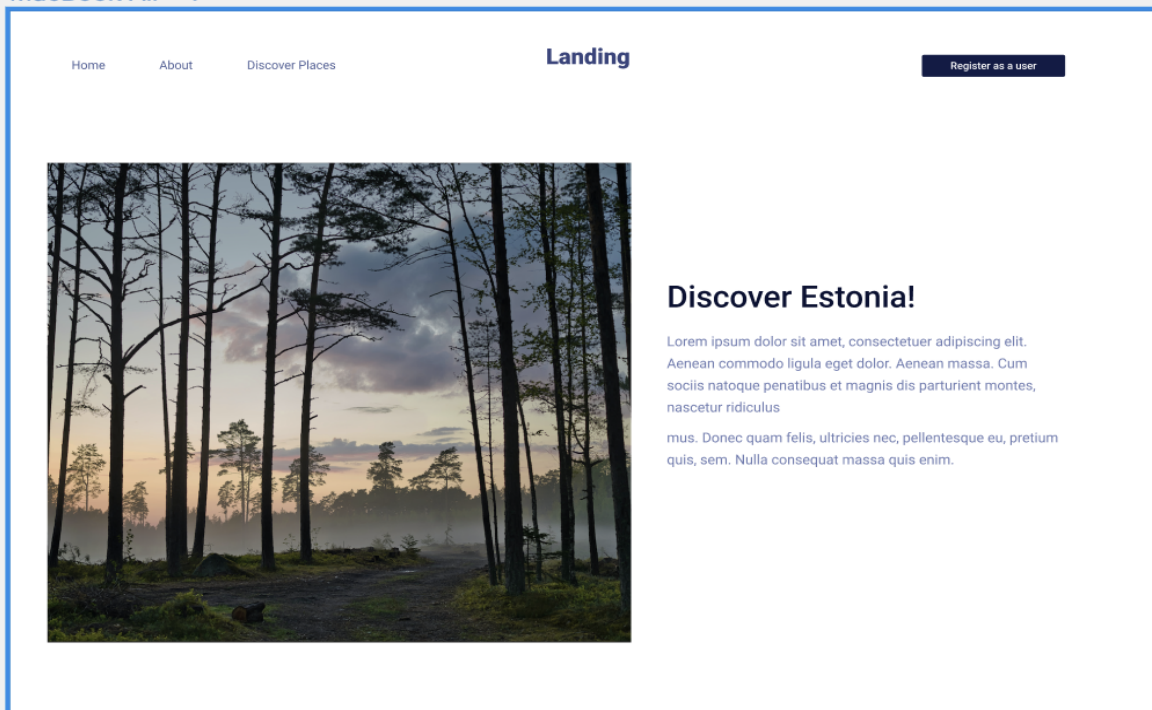 Home
About
Discover Places
Landing
Register as a user
Discover Estonia!
Lorem ipsum dolor sit amet, consectetuer adipiscing elit.
Aenean commodo ligula eget dolor. Aenean massa. Cum
sociis natoque penatibus et magnis dis parturient montes,
nascetur ridiculus
mus. Donec quam felis, ultricies nec, pellentesque eu, pretium
quis, sem. Nulla consequat massa quis enim.